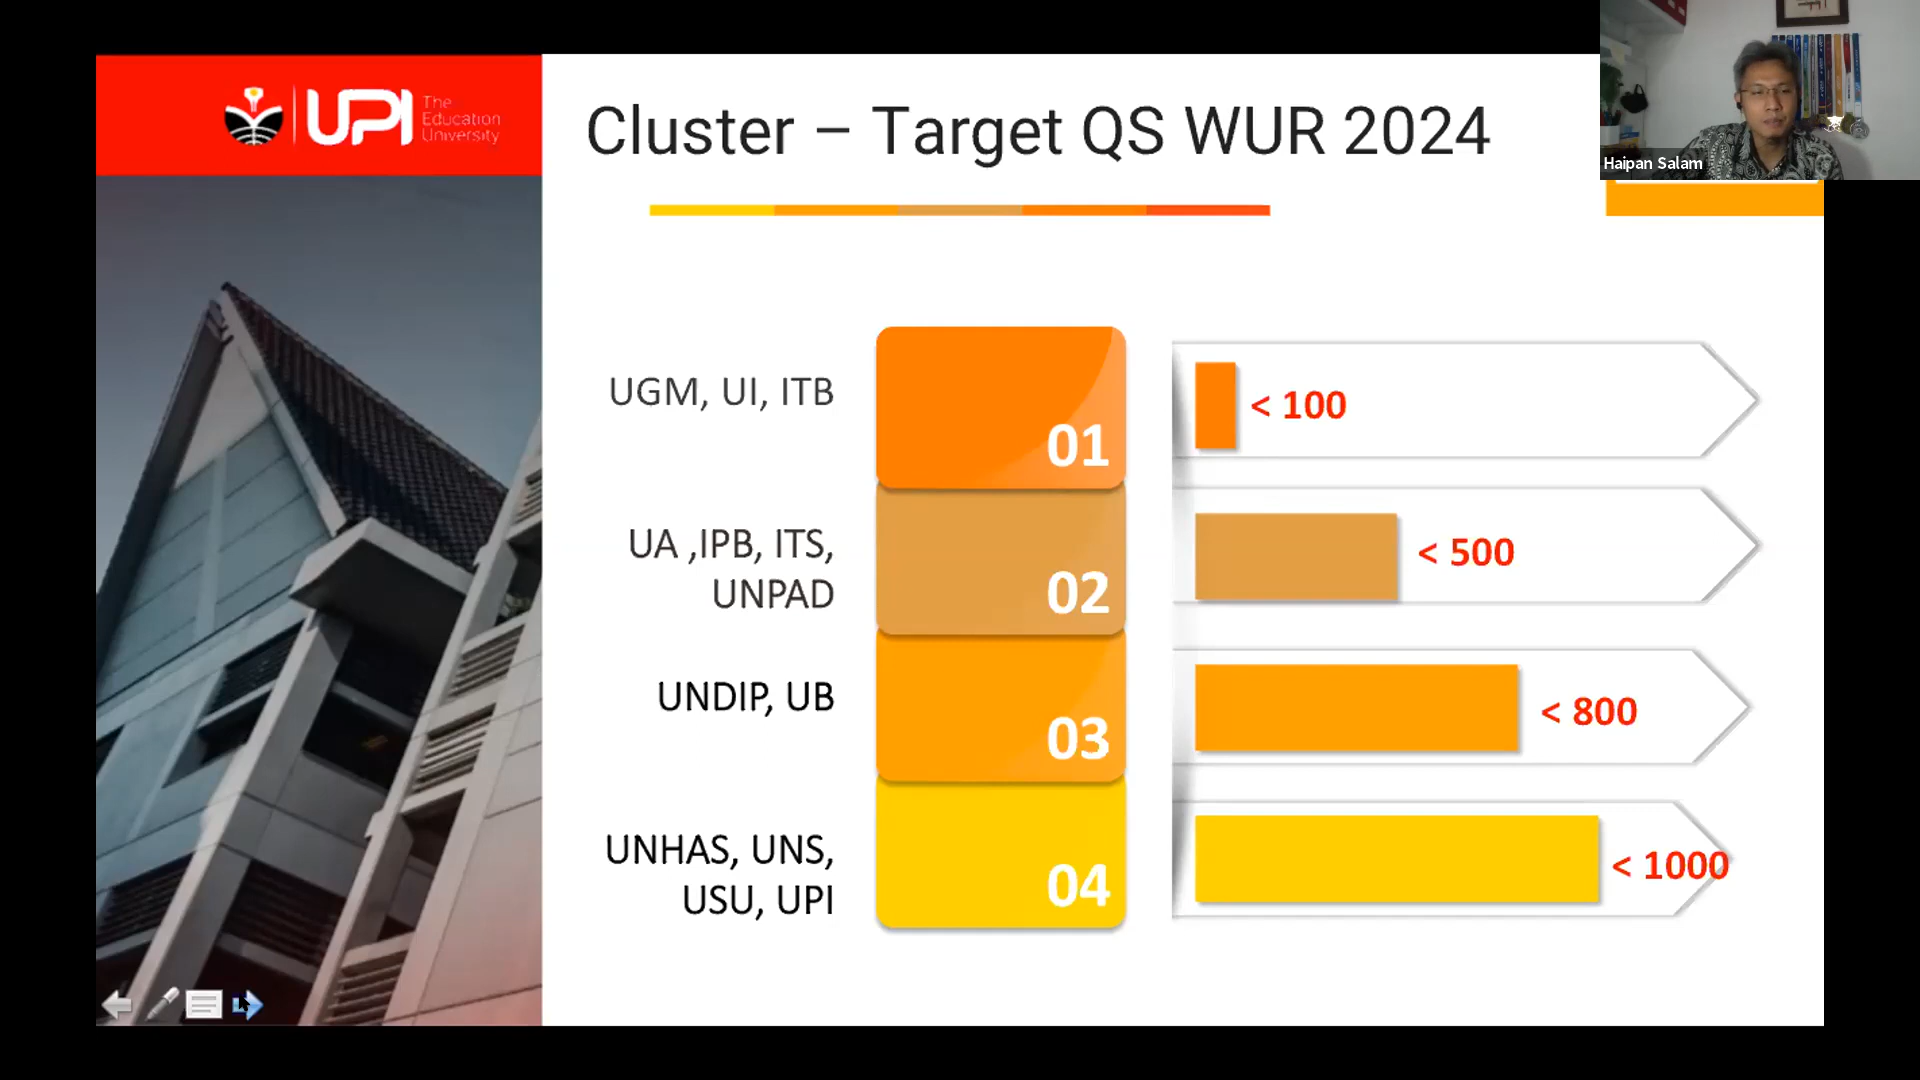 UPI
The
Education
University
Cluster – Target QS WUR 2024
Haipan Salam
UGM, UI, ITB
01
< 100
UA ,IPB, ITS,
UNPAD
02
< 500
UNDIP, UB
03
< 800
UNHAS, UNS,
USU, UPI
04
< 1000